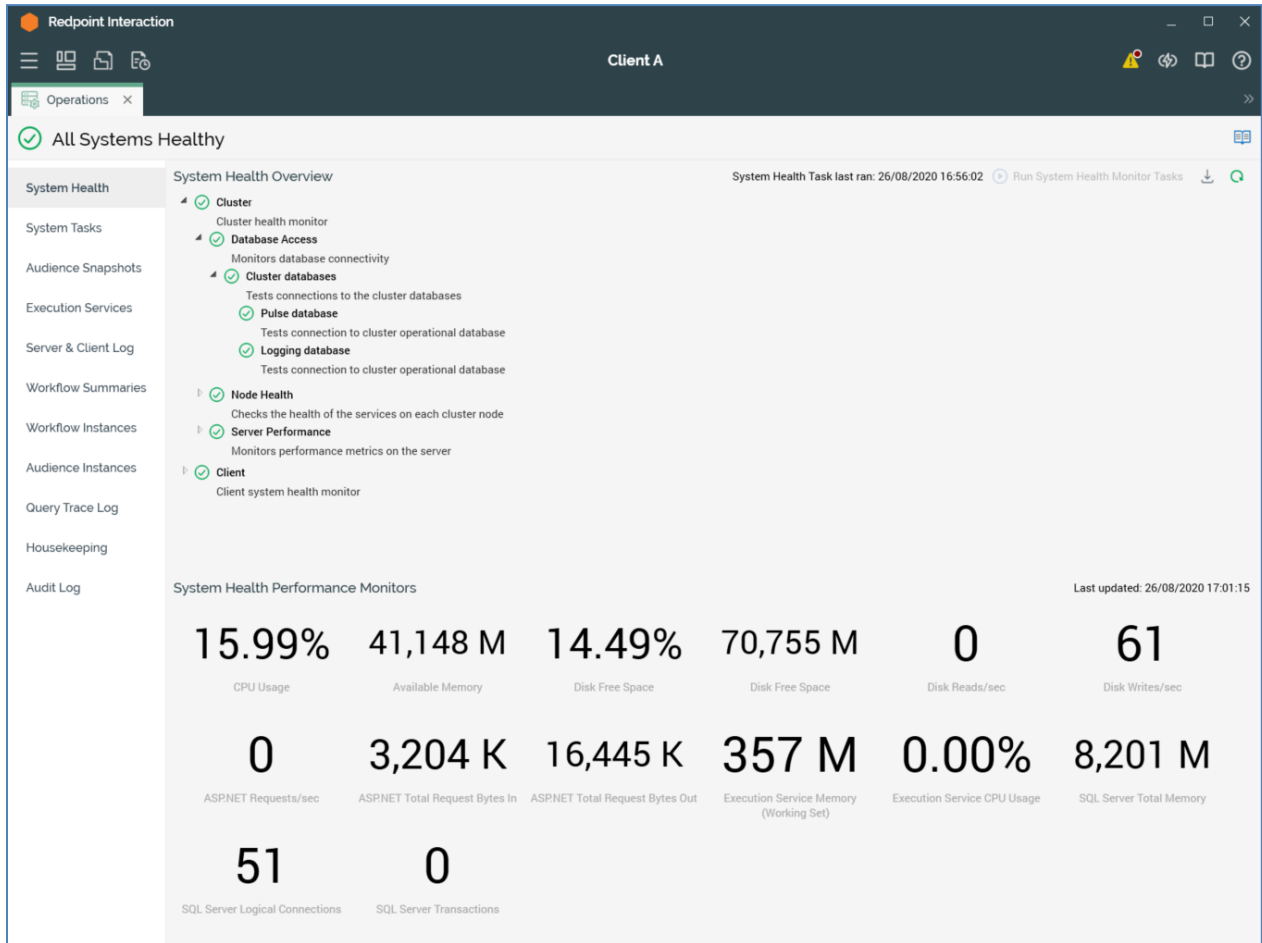 Redpoint Interaction
Client A
Operations
All Systems Healthy
System Health
System Tasks
Audience Snapshots
Execution Services
Server & Client Log
Workflow Summaries
Workflow Instances
Audience Instances
Query Trace Log
Housekeeping
Audit Log
System Health Overview
System Health Task last ran: 26/08/2020 16:56:02 Run System Health Monitor Tasks
Cluster
Cluster health monitor
Database Access
Monitors database connectivity
Cluster databases
Tests connections to the cluster databases
Pulse database
Tests connection to cluster operational database
Logging database
Tests connection to cluster operational database
Node Health
Checks the health of the services on each cluster node
Server Performance
Monitors performance metrics on the server
Client
Client system health monitor
System Health Performance Monitors
Last updated: 26/08/2020 17:01:15
15.99%
CPU Usage
41,148 M
Available Memory
14.49%
Disk Free Space
70,755 M
Disk Free Space
0
Disk Reads/sec
61
Disk Writes/sec
0
ASP.NET Requests/sec
3,204 K
ASP.NET Total Request Bytes In
16,445 K
ASP.NET Total Request Bytes Out
357 M
Execution Service Memory
(Working Set)
0.00%
Execution Service CPU Usage
8,201 M
SQL Server Total Memory
51
SQL Server Logical Connections
0
SQL Server Transactions